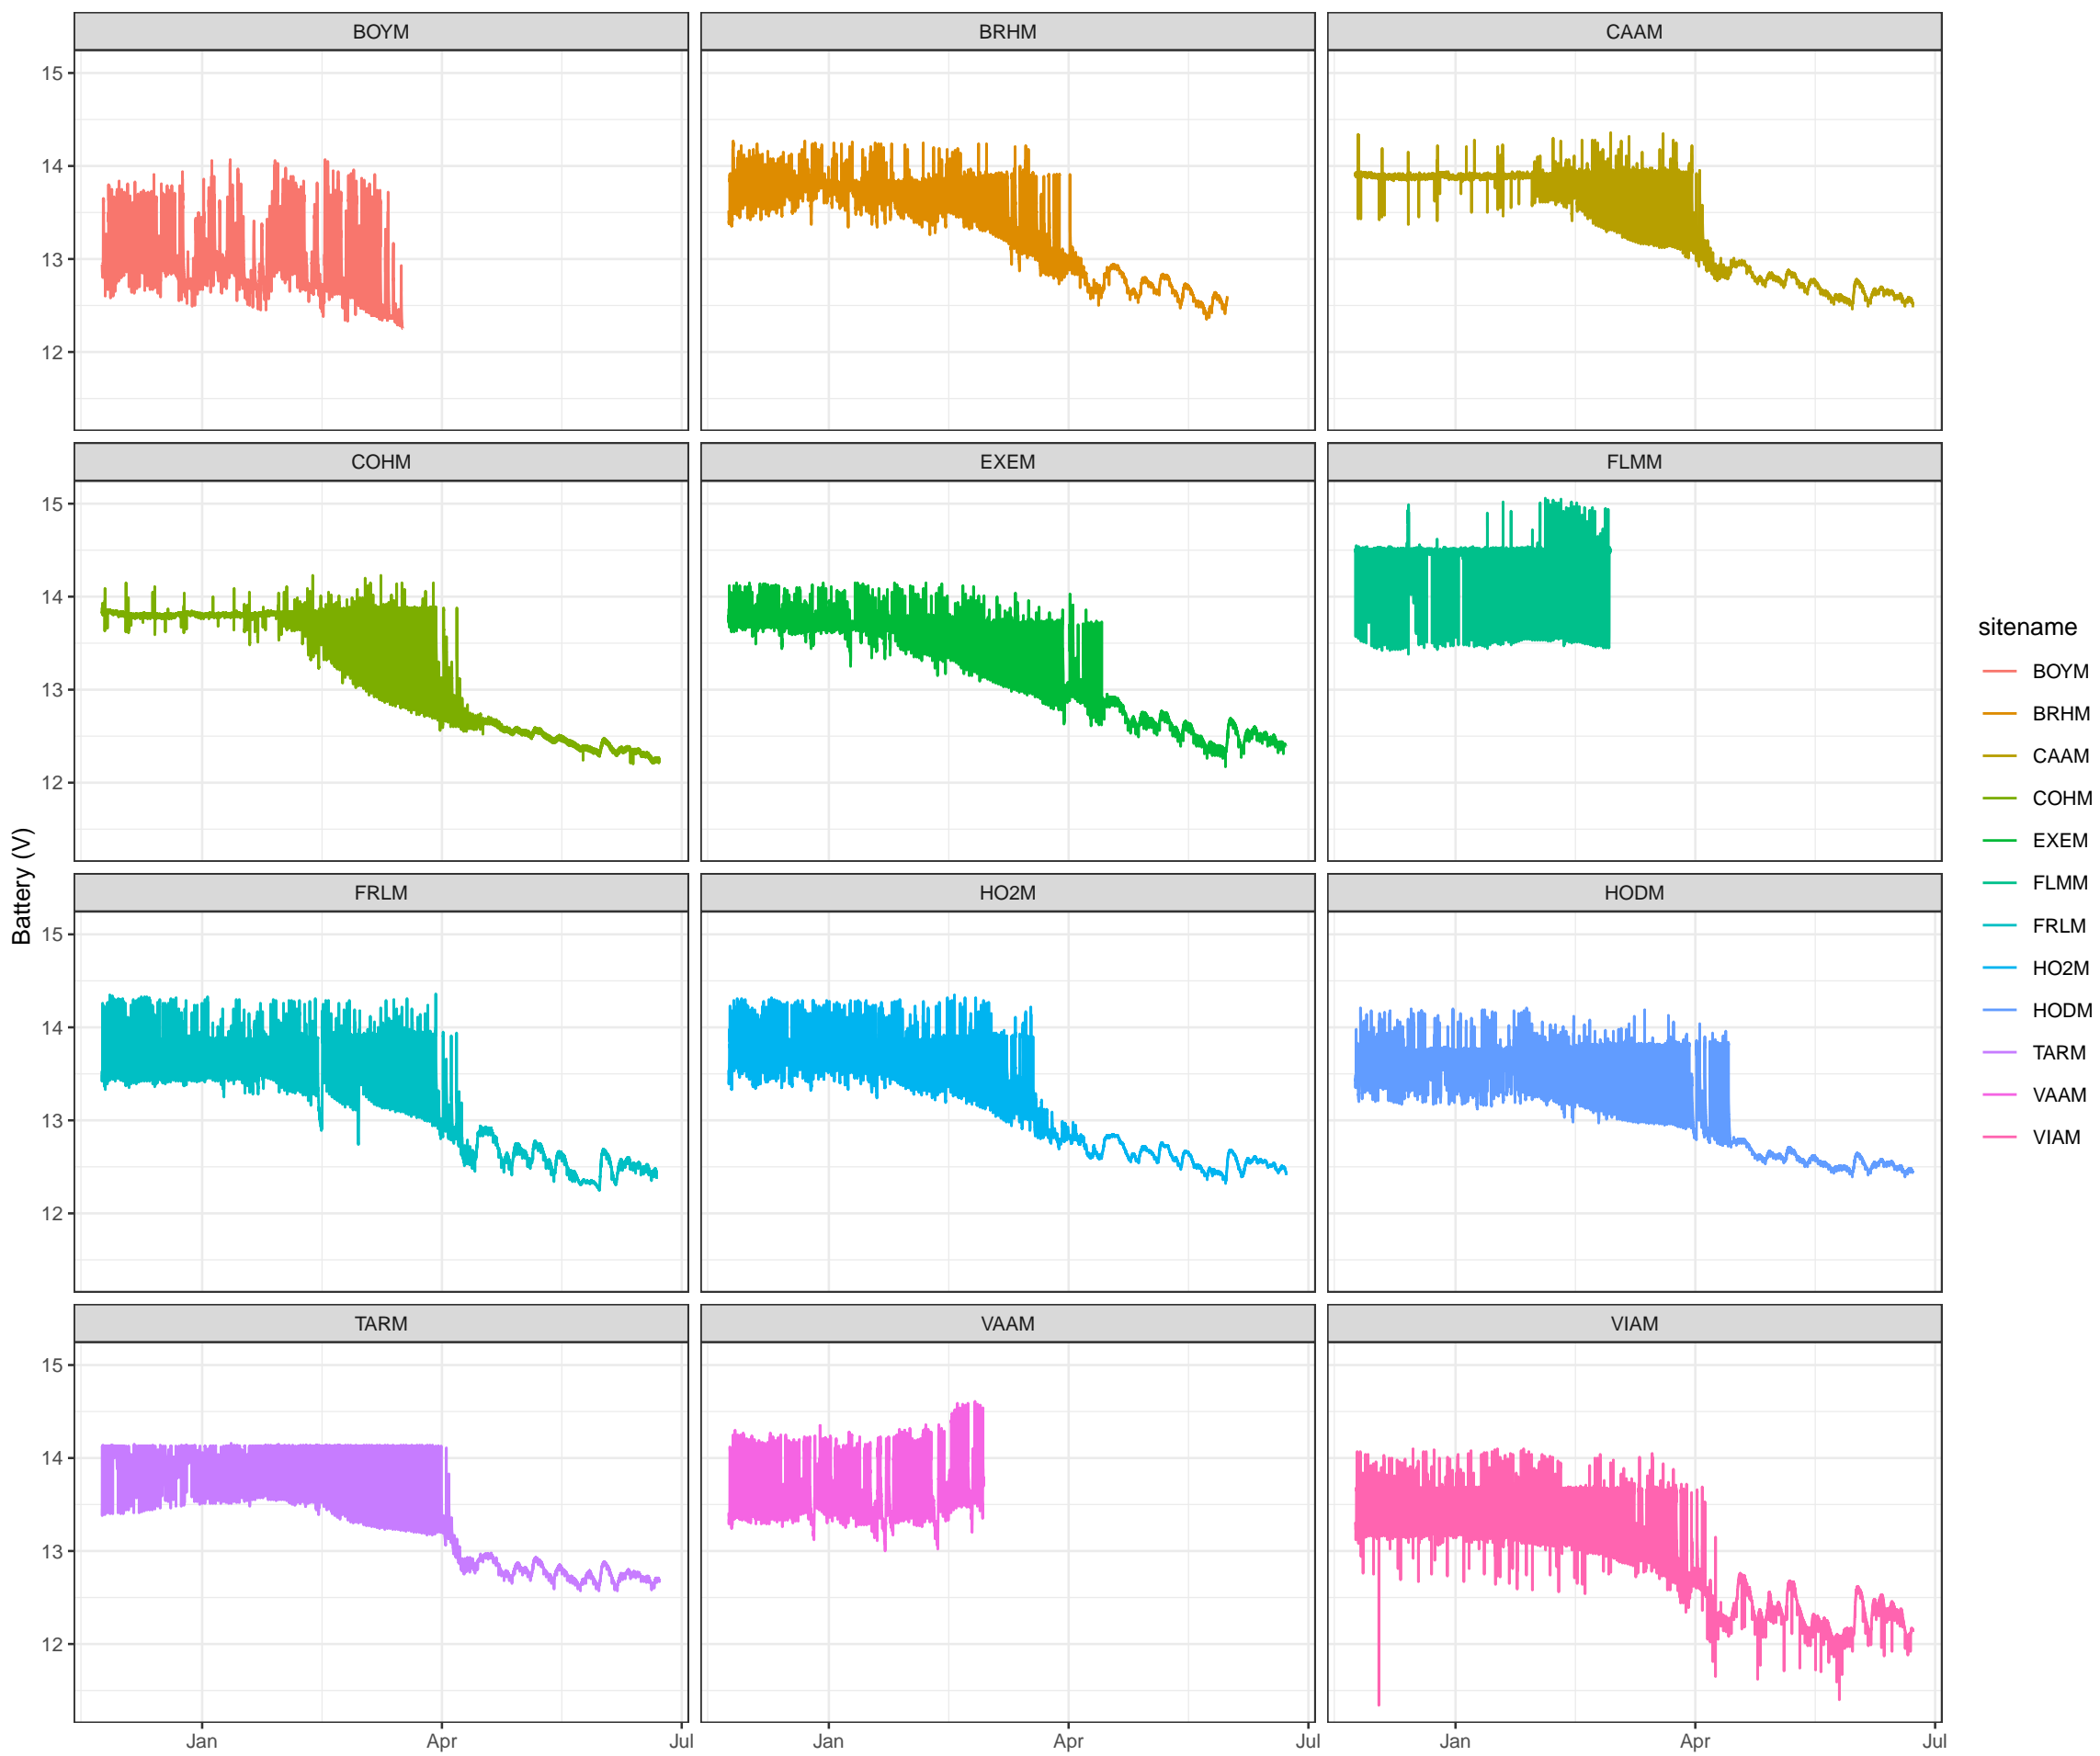 BOYM
BRHM
CAAM
15
14
13
12
COHM
EXEM
FLMM
15
14
13
12
FRLM
HO2M
HODM
15
14
13
12
TARM
VAAM
VIAM
15
14
13
12
Jan
Apr
Jul
Jan
Apr
Jul
Jan
Apr
Jul
Battery (V)
sitename
BOYM
BRHM
CAAM
COHM
EXEM
FLMM
FRLM
HO2M
HODM
TARM
VAAM
VIAM